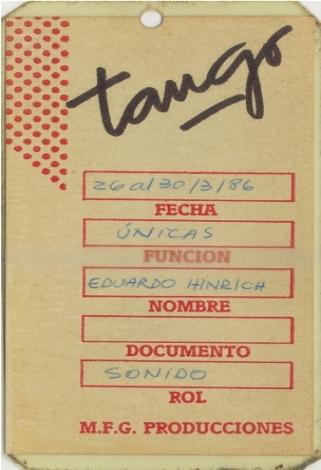 tango
26 al 30/3/86
FECHA
ÚNICAS
FUNCION
EDUARDO HINRICH
NOMBRE
DOCUMENTO
SONIDO
ROL
M.F.G. PRODUCCIONES